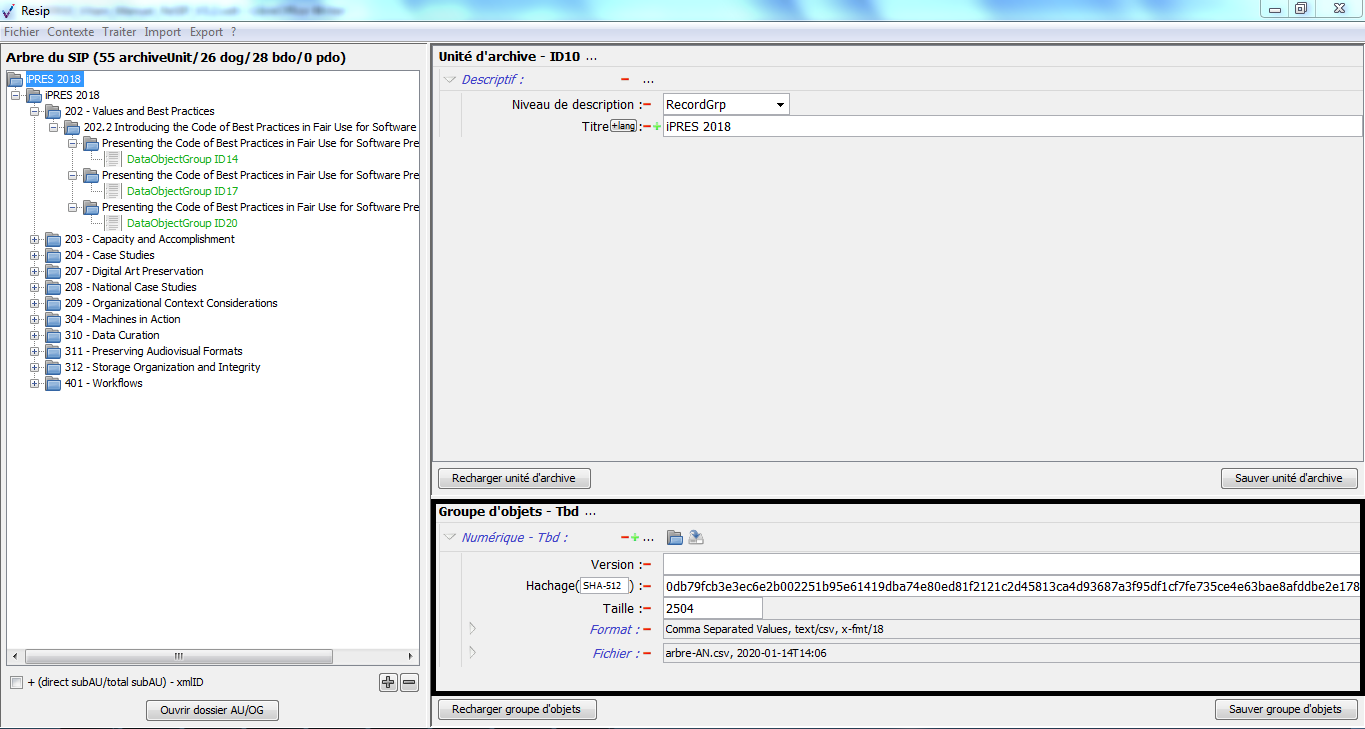 Resip
Fichier Contexte Traiter Import Export ?
Arbre du SIP (55 archiveUnit/26 dog/28 bdo/0 pdo)
iPRES 2018
iPRES 2018
202 - Values and Best Practices
202.2 Introducing the Code of Best Practices in Fair Use for Software
Presenting the Code of Best Practices in Fair Use for Software Pre
DataObjectGroup ID14
Presenting the Code of Best Practices in Fair Use for Software Pre
DataObjectGroup ID17
Presenting the Code of Best Practices in Fair Use for Software Pre
DataObjectGroup ID20
203 - Capacity and Accomplishment
204 - Case Studies
207 - Digital Art Preservation
208 - National Case Studies
209 - Organizational Context Considerations
304 - Machines in Action
310 - Data Curation
311 - Preserving Audiovisual Formats
312 - Storage Organization and Integrity
401 - Workflows
+ (direct subAU/total subAU) - xmlID
Ouvrir dossier AU/OG
Unité d'archive - ID10 ...
Descriptif : ...
Niveau de description : RecordGrp
Titre +lang : iPRES 2018
Recharger unité d'archive
Sauver unité d'archive
Groupe d'objets - Tbd ...
Numérique - Tbd : ...
Version :
Hachage( SHA-512 ) : 0db79fcb3e3ec6e2b002251b95e61419dba74e80ed81f2121c2d45813ca4d93687a3f95df1cf7fe735ce4e63bae8afddbe2e178
Taille : 2504
Format : Comma Separated Values, text/csv, x-fmt/18
Fichier : arbre-AN.csv, 2020-01-14T14:06
Recharger groupe d'objets
Sauver groupe d'objets